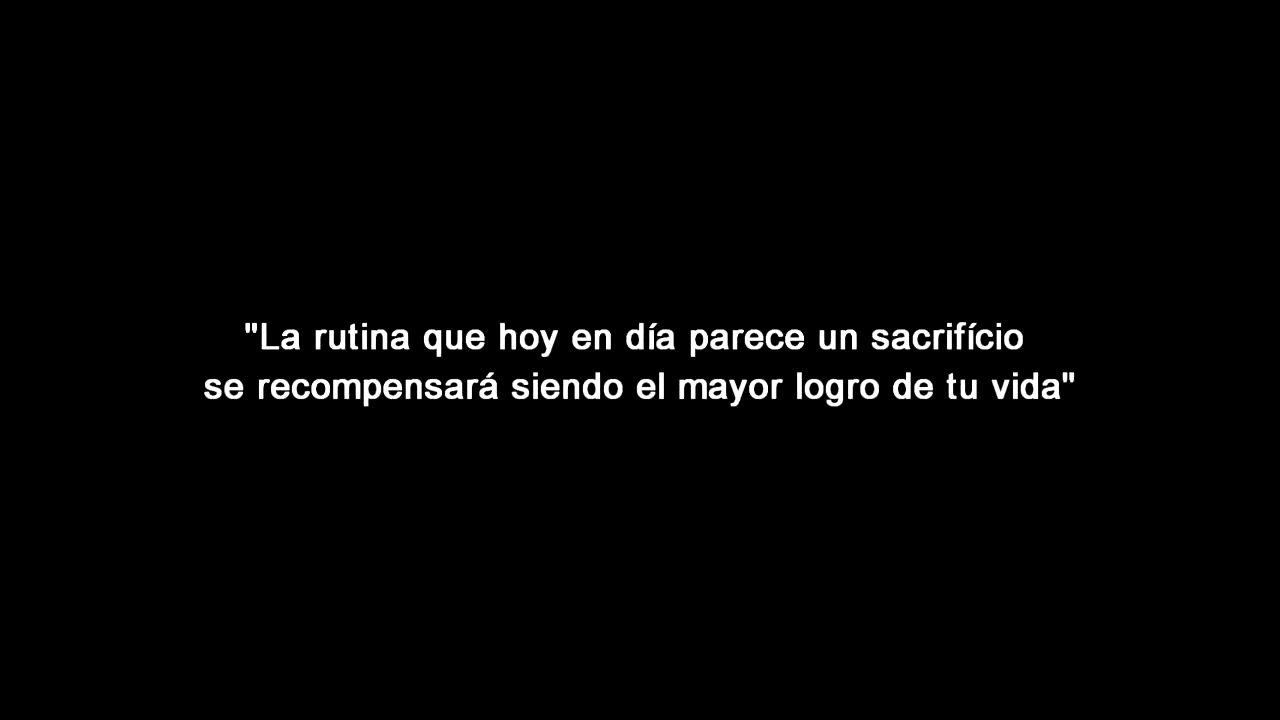 "La rutina que hoy en día parece un sacrifício
se recompensará siendo el mayor logro de tu vida"